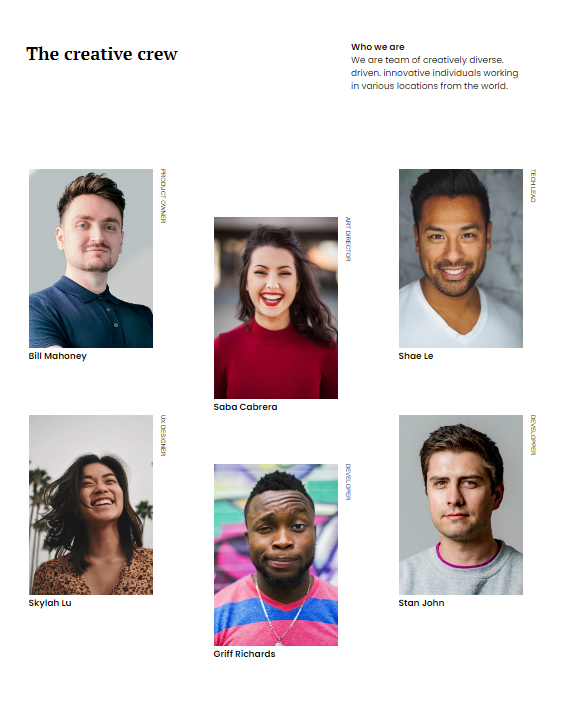 The creative crew
Who we are
We are team of creatively diverse.
driven. innovative individuals working
in various locations from the world.
PRODUCT OWNER
Bill Mahoney
ART DIRECTOR
Saba Cabrera
TECH LEAD
Shae Le
UX DESIGNER
Skylah Lu
DEVELOPER
Griff Richards
DEVELOPPER
Stan John